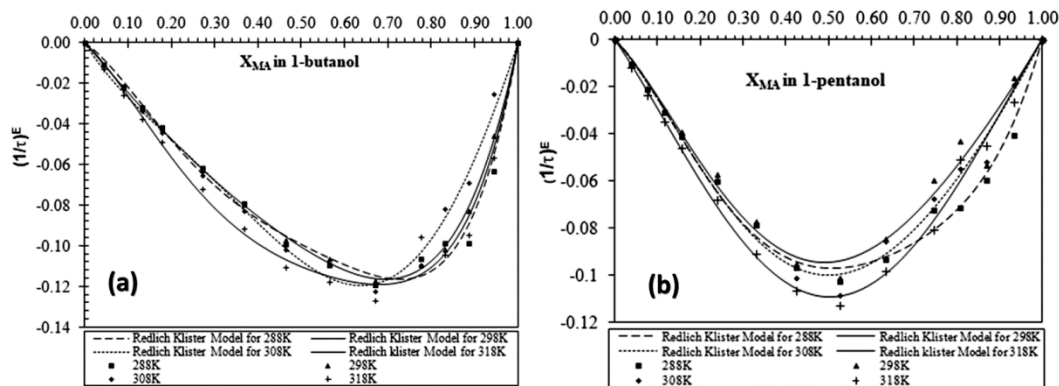 0.00 0.10 0.20 0.30 0.40 0.50 0.60 0.70 0.80 0.90 1.00
0.00
-0.02
-0.04
-0.06
-0.08
-0.10
-0.12
-0.14
(1/τ)ᴱ
X_MA in 1-butanol
(a)
Redlich Klister Model for 288K
Redlich Klister Model for 298K
Redlich Klister Model for 308K
Redlich klister Model for 318K
288K
298K
308K
318K
0.00 0.10 0.20 0.30 0.40 0.50 0.60 0.70 0.80 0.90 1.00
0
-0.02
-0.04
-0.06
-0.08
-0.1
-0.12
(1/τ)ᴱ
X_MA in 1-pentanol
(b)
Redlich Klister Model for 288K
Redlich Klister Model for 298K
Redlich Klister Model for 308K
Redlich klister Model for 318K
288K
298K
308K
318K